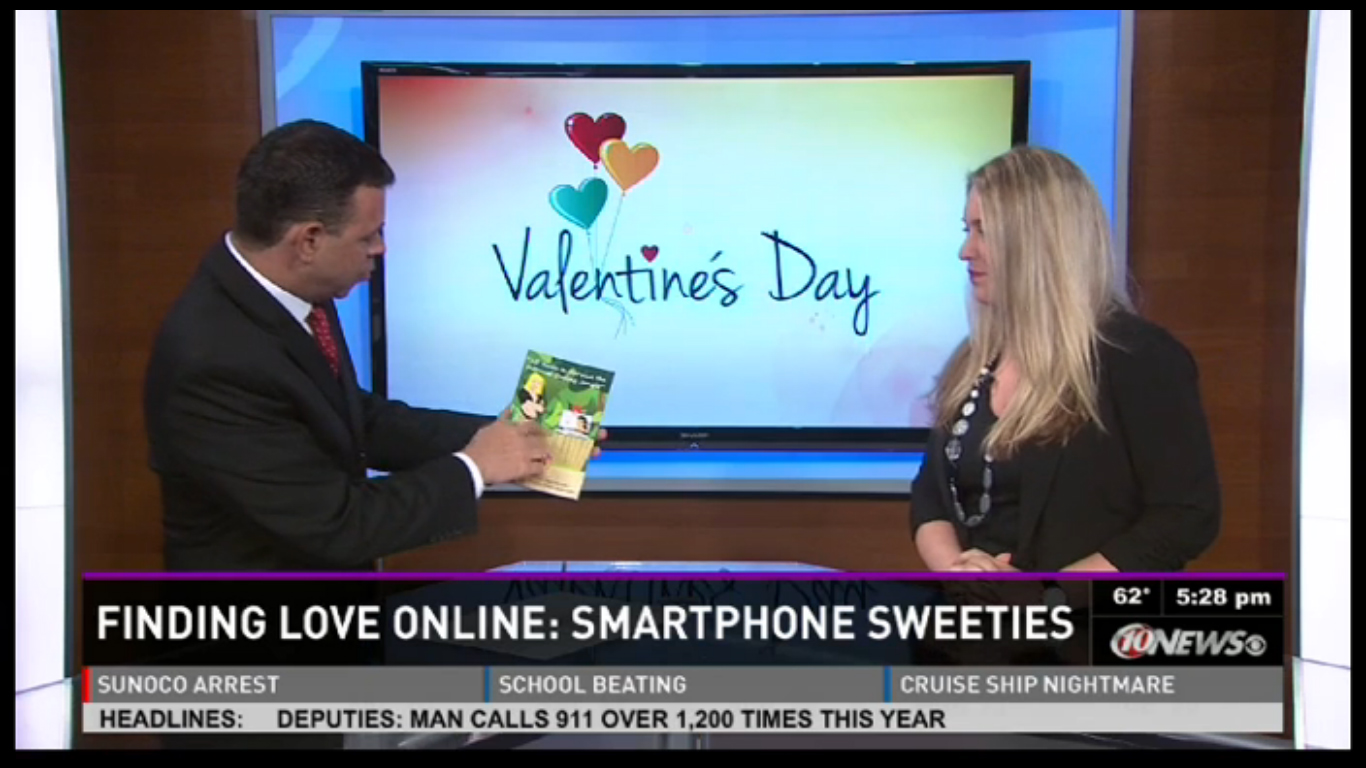 Valentine's Day
SHARP
FINDING LOVE ONLINE: SMARTPHONE SWEETIES
62° 5:28 pm
10NEWS
SUNOCO ARREST
SCHOOL BEATING
CRUISE SHIP NIGHTMARE
HEADLINES: DEPUTIES: MAN CALLS 911 OVER 1,200 TIMES THIS YEAR